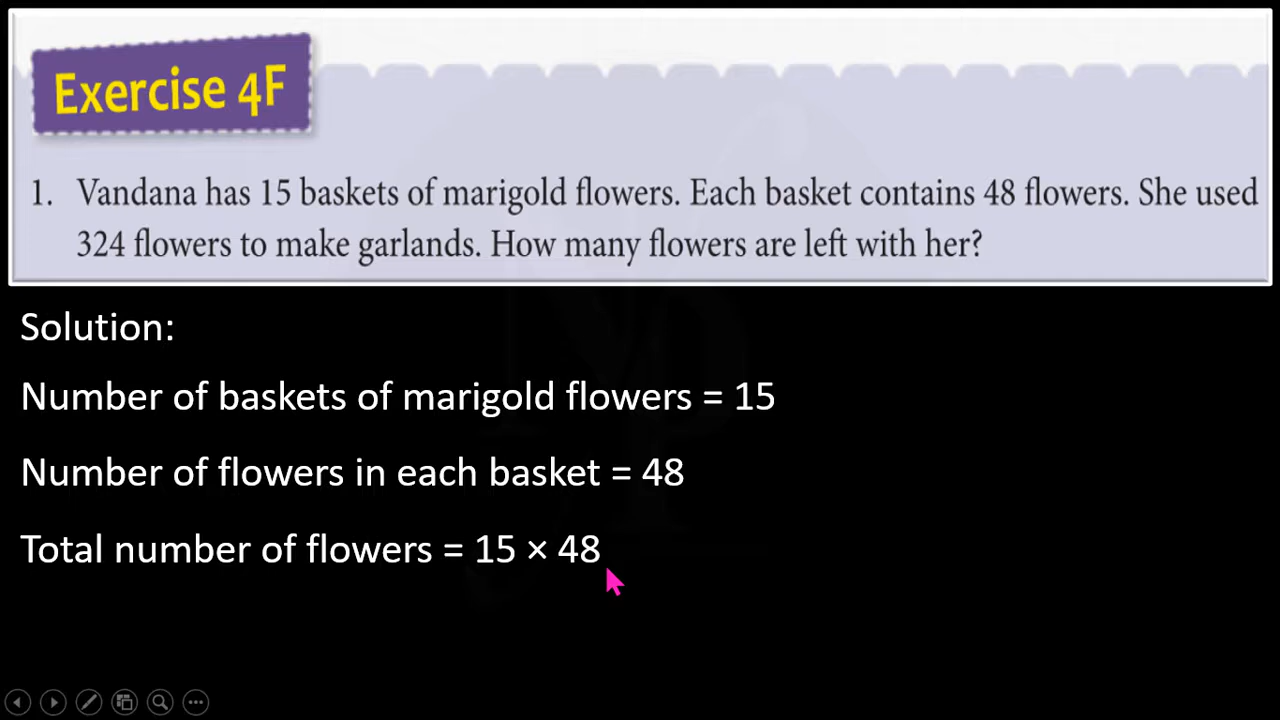 Exercise 4F
1. Vandana has 15 baskets of marigold flowers. Each basket contains 48 flowers. She used
324 flowers to make garlands. How many flowers are left with her?
Solution:
Number of baskets of marigold flowers = 15
Number of flowers in each basket = 48
Total number of flowers = 15 × 48